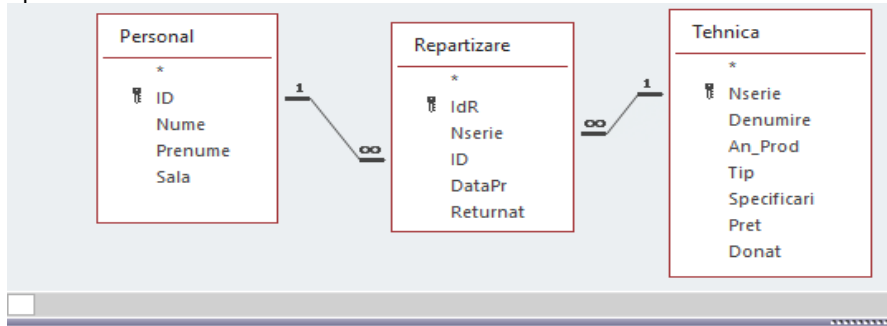 Personal
*
ID
Nume
Prenume
Sala
1
∞
Repartizare
*
IdR
Nserie
ID
DataPr
Returnat
∞
1
Tehnica
*
Nserie
Denumire
An_Prod
Tip
Specificari
Pret
Donat